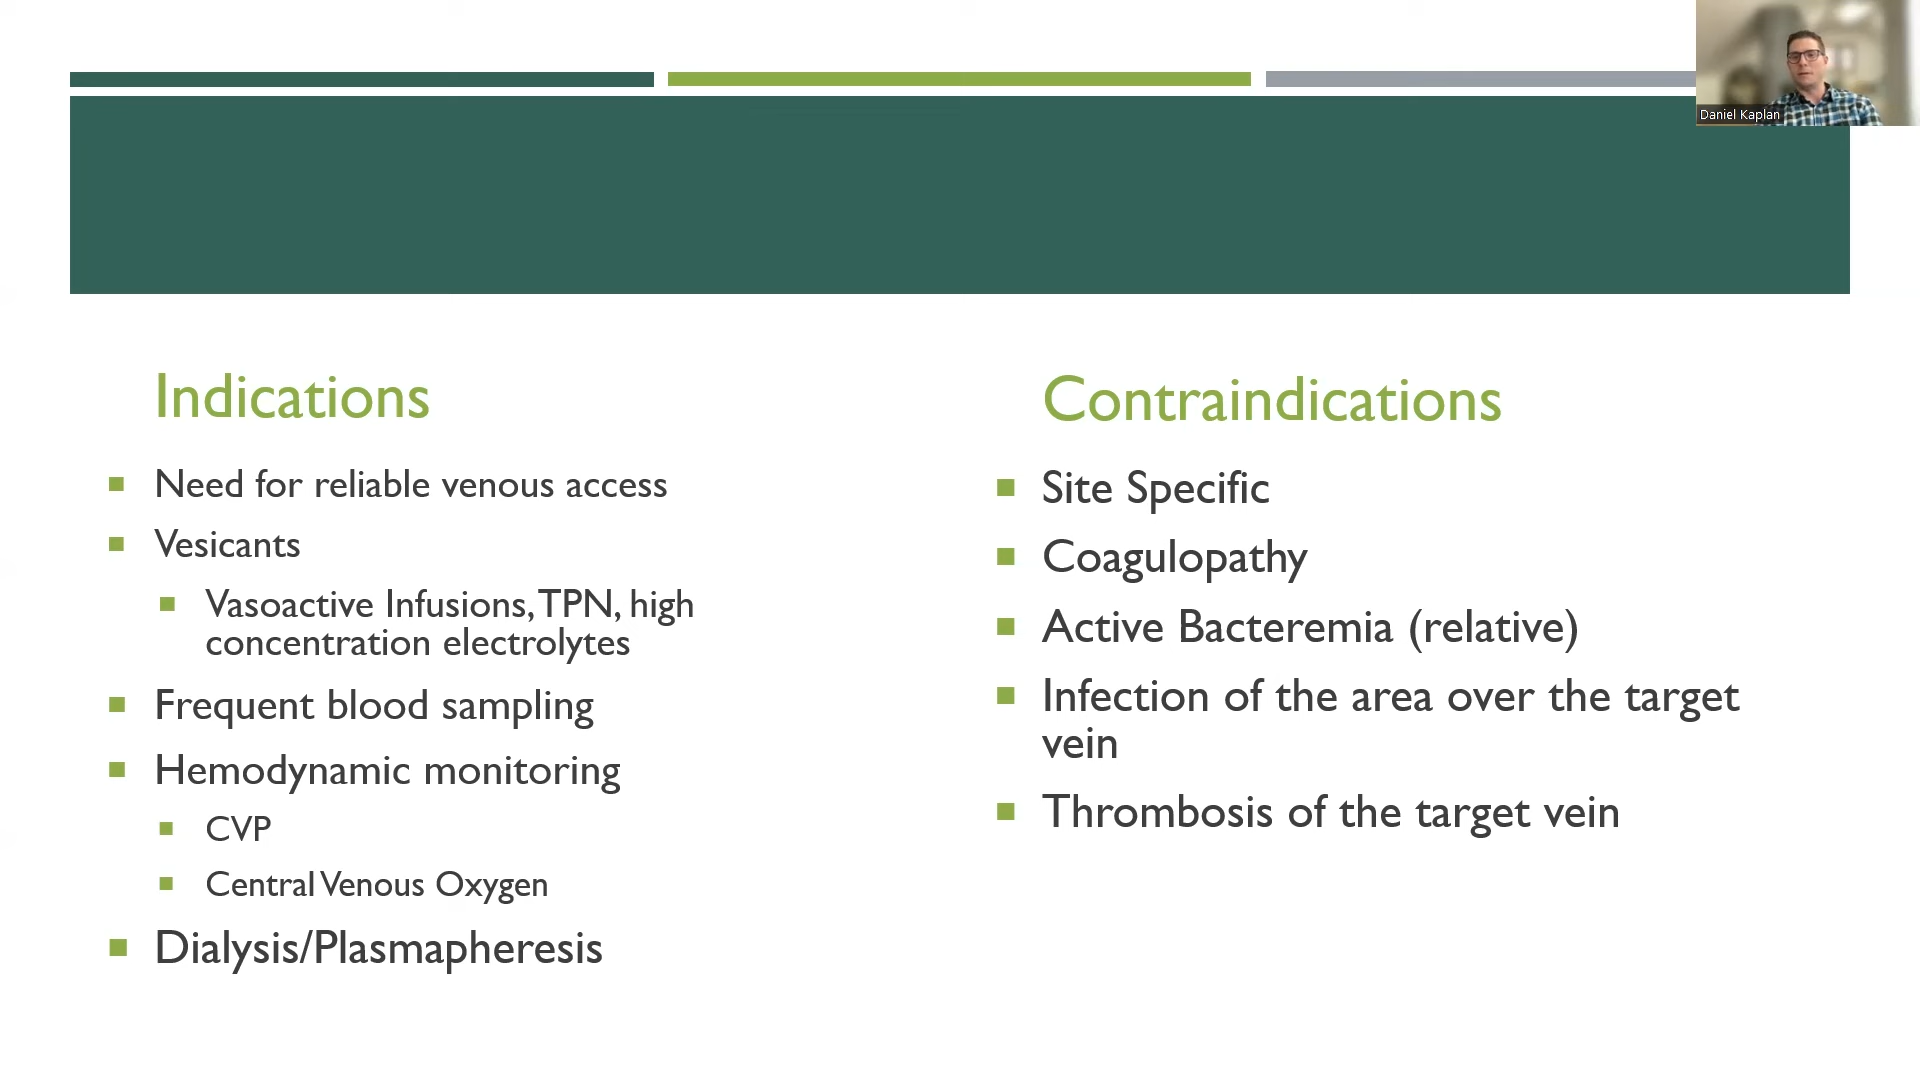 Daniel Kaplan
Indications
Need for reliable venous access
Vesicants
Vasoactive Infusions, TPN, high
concentration electrolytes
Frequent blood sampling
Hemodynamic monitoring
CVP
Central Venous Oxygen
Dialysis/Plasmapheresis
Contraindications
Site Specific
Coagulopathy
Active Bacteremia (relative)
Infection of the area over the target
vein
Thrombosis of the target vein